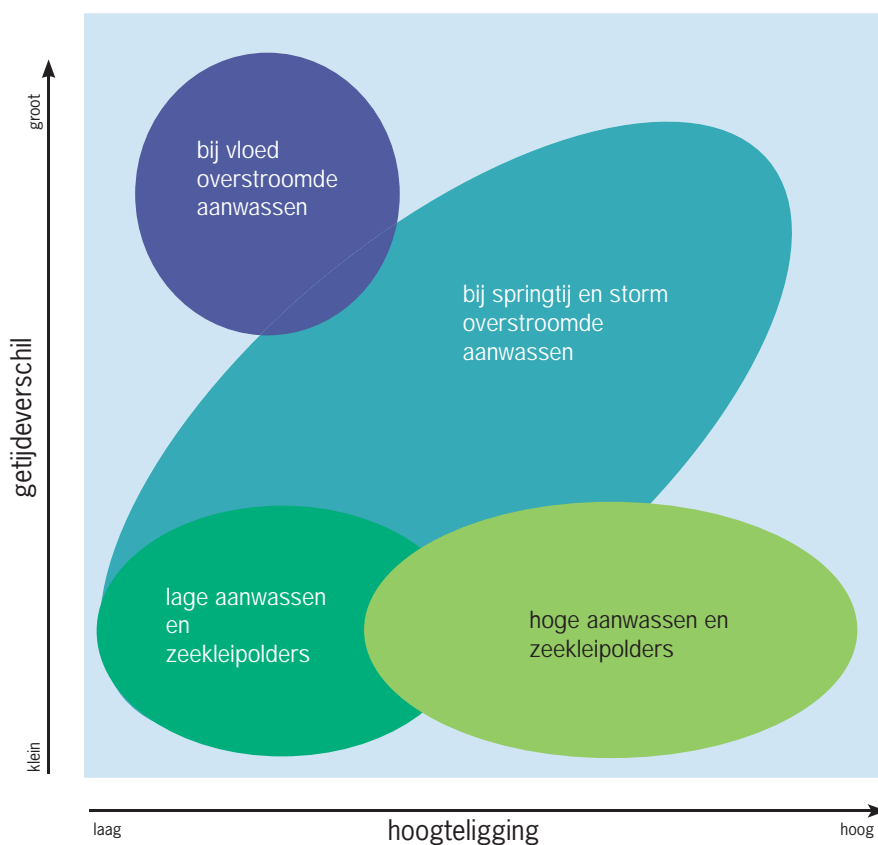 groot
bij vloed
overstroomde
aanwassen
bij springtij en storm
overstroomde
aanwassen
getijdeverschil
lage aanwassen
en
zeekleipolders
hoge aanwassen en
zeekleipolders
klein
laag
hoogteligging
hoog